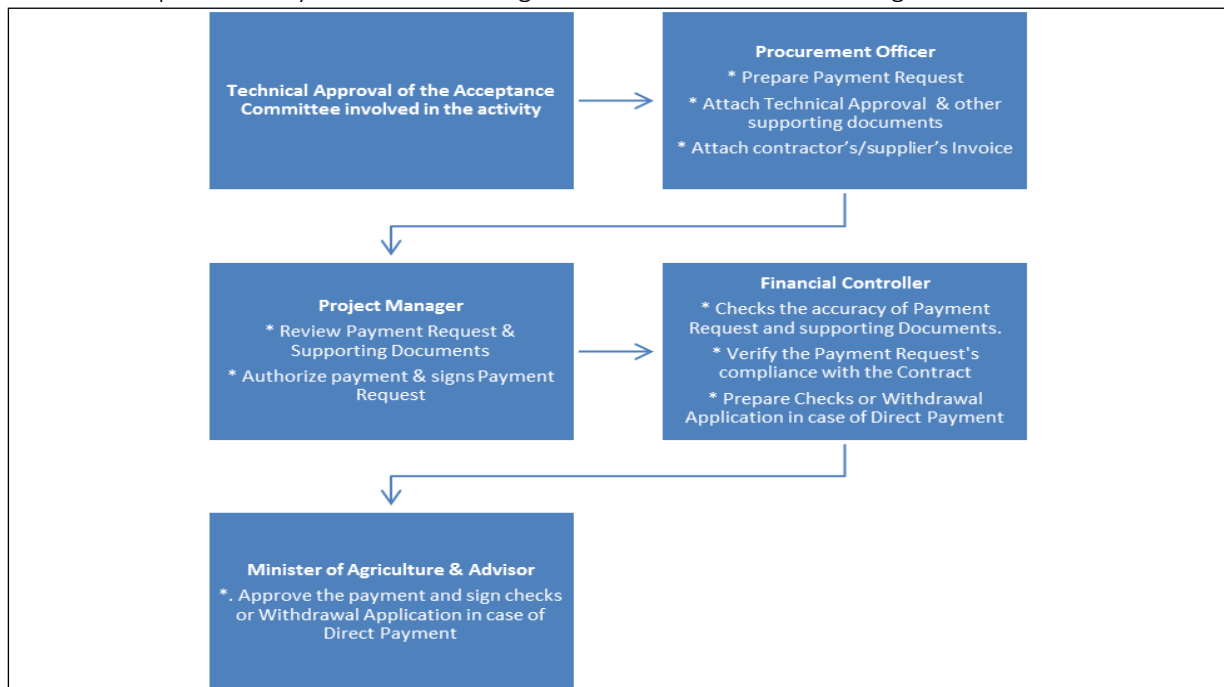 Technical Approval of the Acceptance
Committee involved in the activity
Procurement Officer
* Prepare Payment Request
* Attach Technical Approval & other
supporting documents
* Attach contractor's/supplier's Invoice
Project Manager
* Review Payment Request &
Supporting Documents
* Authorize payment & signs Payment
Request
Financial Controller
* Checks the accuracy of Payment
Request and supporting Documents.
* Verify the Payment Request's
compliance with the Contract
* Prepare Checks or Withdrawal
Application in case of Direct Payment
Minister of Agriculture & Advisor
*. Approve the payment and sign checks
or Withdrawal Application in case of
Direct Payment